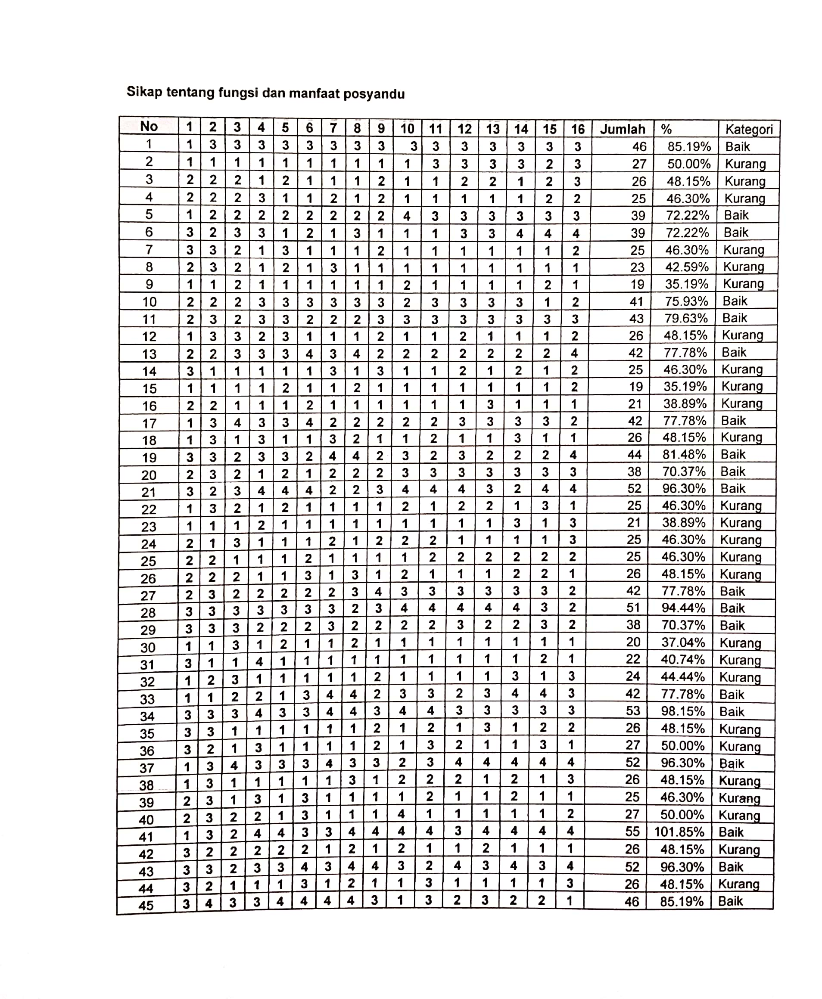 Sikap tentang fungsi dan manfaat posyandu
No 1 2 3 4 5 6 7 8 9 10 11 12 13 14 15 16 Jumlah % Kategori
1 1 3 3 3 3 3 3 3 3 3 3 3 3 3 3 3 46 85.19% Baik
2 1 1 1 1 1 1 1 1 1 1 3 3 3 3 2 3 27 50.00% Kurang
3 2 2 2 1 2 1 1 1 2 1 1 2 2 1 2 3 26 48.15% Kurang
4 2 2 2 3 1 1 2 1 2 1 1 1 1 1 2 2 25 46.30% Kurang
5 1 2 2 2 2 2 2 2 2 4 3 3 3 3 3 3 39 72.22% Baik
6 3 2 3 3 1 2 1 3 1 1 1 3 3 4 4 4 39 72.22% Baik
7 3 3 2 1 3 1 1 1 2 1 1 1 1 1 1 2 25 46.30% Kurang
8 2 3 2 1 2 1 3 1 1 1 1 1 1 1 1 1 23 42.59% Kurang
9 1 1 2 1 1 1 1 1 1 2 1 1 1 1 2 1 19 35.19% Kurang
10 2 2 2 3 3 3 3 3 3 2 3 3 3 3 1 2 41 75.93% Baik
11 2 3 2 3 3 2 2 2 3 3 3 3 3 3 3 3 43 79.63% Baik
12 1 3 3 2 3 1 1 1 2 1 1 2 1 1 1 2 26 48.15% Kurang
13 2 2 3 3 3 4 3 4 2 2 2 2 2 2 2 4 42 77.78% Baik
14 3 1 1 1 1 1 3 1 3 1 1 2 1 2 1 2 25 46.30% Kurang
15 1 1 1 1 2 1 1 2 1 1 1 1 1 1 1 2 19 35.19% Kurang
16 2 2 1 1 1 2 1 1 1 1 1 1 3 1 1 1 21 38.89% Kurang
17 1 3 4 3 3 4 2 2 2 2 2 3 3 3 3 2 42 77.78% Baik
18 1 3 1 3 1 1 3 2 1 1 2 1 1 3 1 1 26 48.15% Kurang
19 3 3 2 3 3 2 4 4 2 3 2 3 2 2 2 4 44 81.48% Baik
20 2 3 2 1 2 1 2 2 2 3 3 3 3 3 3 3 38 70.37% Baik
21 3 2 3 4 4 4 2 2 3 4 4 4 3 2 4 4 52 96.30% Baik
22 1 3 2 1 2 1 1 1 1 2 1 2 2 1 3 1 25 46.30% Kurang
23 1 1 1 2 1 1 1 1 1 1 1 1 1 3 1 3 21 38.89% Kurang
24 2 1 3 1 1 1 2 1 2 2 2 1 1 1 1 3 25 46.30% Kurang
25 2 2 1 1 1 2 1 1 1 1 2 2 2 2 2 2 25 46.30% Kurang
26 2 2 2 1 1 3 1 3 1 2 1 1 1 2 2 1 26 48.15% Kurang
27 2 3 2 2 2 2 2 3 4 3 3 3 3 3 3 2 42 77.78% Baik
28 3 3 3 3 3 3 3 2 3 4 4 4 4 4 3 2 51 94.44% Baik
29 3 3 3 2 2 2 3 2 2 2 2 3 2 2 3 2 38 70.37% Baik
30 1 1 3 1 2 1 1 2 1 1 1 1 1 1 1 1 20 37.04% Kurang
31 3 1 1 4 1 1 1 1 1 1 1 1 1 1 2 1 22 40.74% Kurang
32 1 2 3 1 1 1 1 1 2 1 1 1 1 3 1 3 24 44.44% Kurang
33 1 1 2 2 1 3 4 4 2 3 3 2 3 4 4 3 42 77.78% Baik
34 3 3 3 4 3 3 4 4 3 4 4 3 3 3 3 3 53 98.15% Baik
35 3 3 1 1 1 1 1 1 2 1 2 1 3 1 2 2 26 48.15% Kurang
36 3 2 1 3 1 1 1 1 2 1 3 2 1 1 3 1 27 50.00% Kurang
37 1 3 4 3 3 3 4 3 3 2 3 4 4 4 4 4 52 96.30% Baik
38 1 3 1 1 1 1 1 3 1 2 2 2 1 2 1 3 26 48.15% Kurang
39 2 3 1 3 1 3 1 1 1 1 2 1 1 2 1 1 25 46.30% Kurang
40 2 3 2 2 1 3 1 1 1 4 1 1 1 1 1 2 27 50.00% Kurang
41 1 3 2 4 4 3 3 4 4 4 4 3 4 4 4 4 55 101.85% Baik
42 3 2 2 2 2 2 1 2 1 2 1 1 2 1 1 1 26 48.15% Kurang
43 3 3 2 3 3 4 3 4 4 3 2 4 3 4 3 4 52 96.30% Baik
44 3 2 1 1 1 3 1 2 1 1 3 1 1 1 1 3 26 48.15% Kurang
45 3 4 3 3 4 4 4 4 3 1 3 2 3 2 2 1 46 85.19% Baik